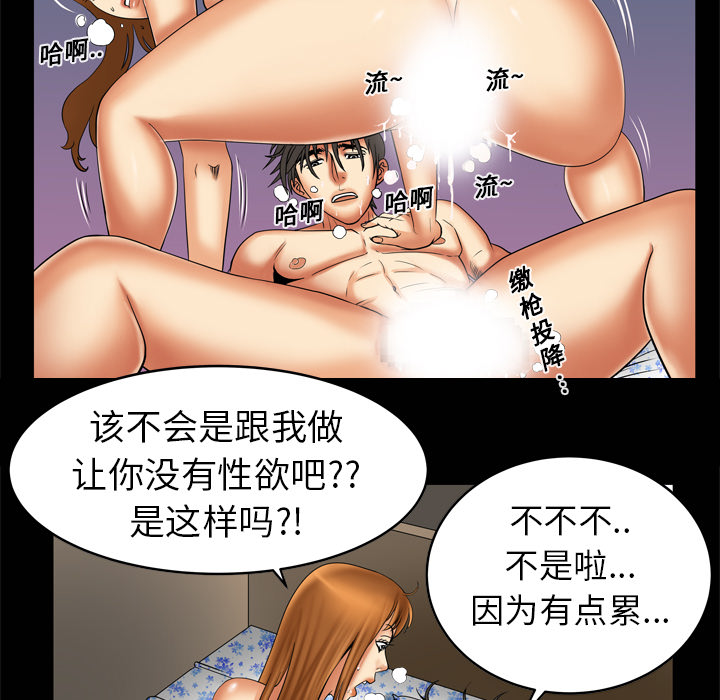 哈啊..
流~
流~
流~
哈啊
哈啊
缴枪投降...
该不会是跟我做
让你没有性欲吧??
是这样吗?!
不不不..
不是啦...
因为有点累...